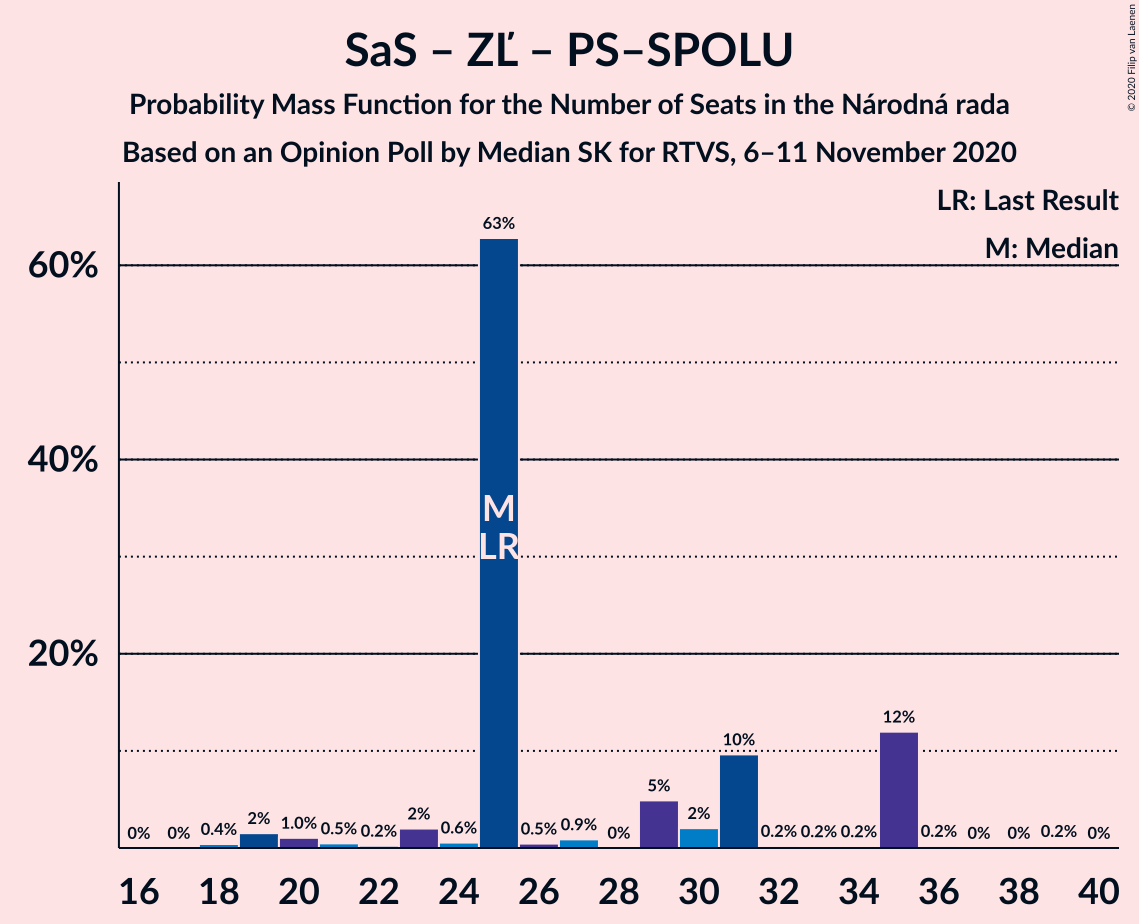 SaS – ZĽ – PS–SPOLU
Probability Mass Function for the Number of Seats in the Národná rada
Based on an Opinion Poll by Median SK for RTVS, 6–11 November 2020
© 2020 Filip van Laenen
LR: Last Result
M: Median
60%
40%
20%
0% 0% 0.4% 2% 1.0% 0.5% 0.2% 2% 0.6% 63% 0.5% 0.9% 0% 5% 2% 10% 0.2% 0.2% 0.2% 12% 0.2% 0% 0% 0.2% 0%
M
LR
16 18 20 22 24 26 28 30 32 34 36 38 40